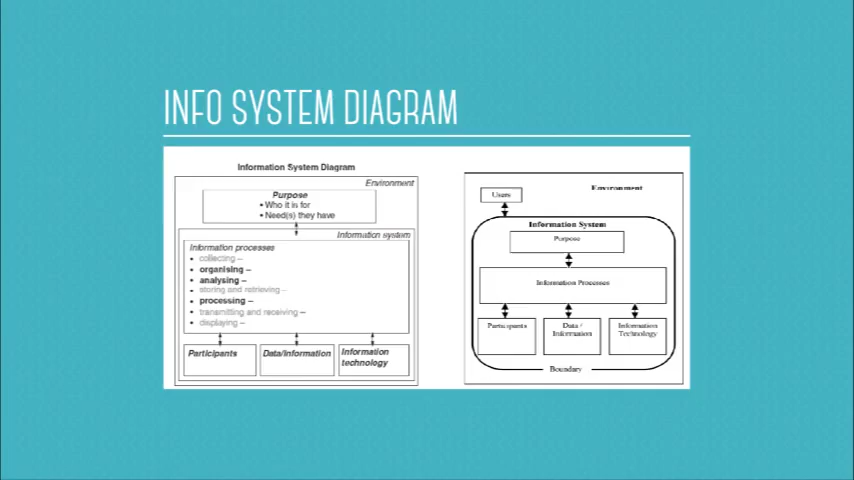 INFO SYSTEM DIAGRAM
Information System Diagram
Environment
Purpose
• Who it is for
• Need(s) they have
Information system
Information processes
• collecting –
• organising –
• analysing –
• storing and retrieving –
• processing –
• transmitting and receiving –
• displaying –
Participants
Data/Information
Information
technology
Users
Environment
Information System
Purpose
Information Processes
Participants
Data /
Information
Information
Technology
Boundary